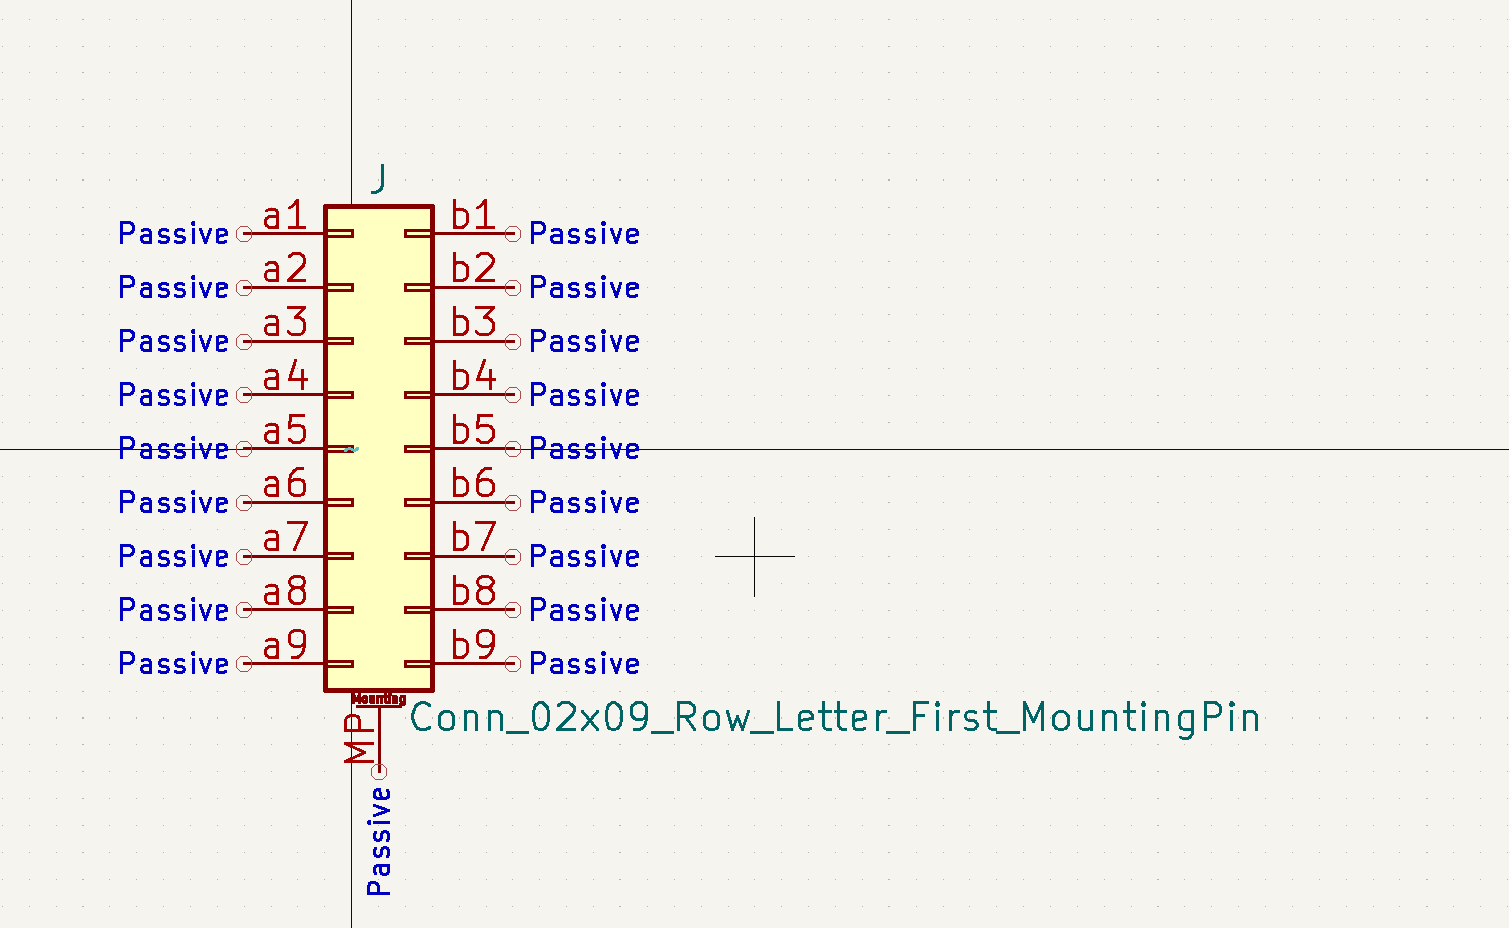 J
Passive a1 b1 Passive
Passive a2 b2 Passive
Passive a3 b3 Passive
Passive a4 b4 Passive
Passive a5 b5 Passive
Passive a6 b6 Passive
Passive a7 b7 Passive
Passive a8 b8 Passive
Passive a9 b9 Passive
Mounting
MP
Conn_02x09_Row_Letter_First_MountingPin
Passive